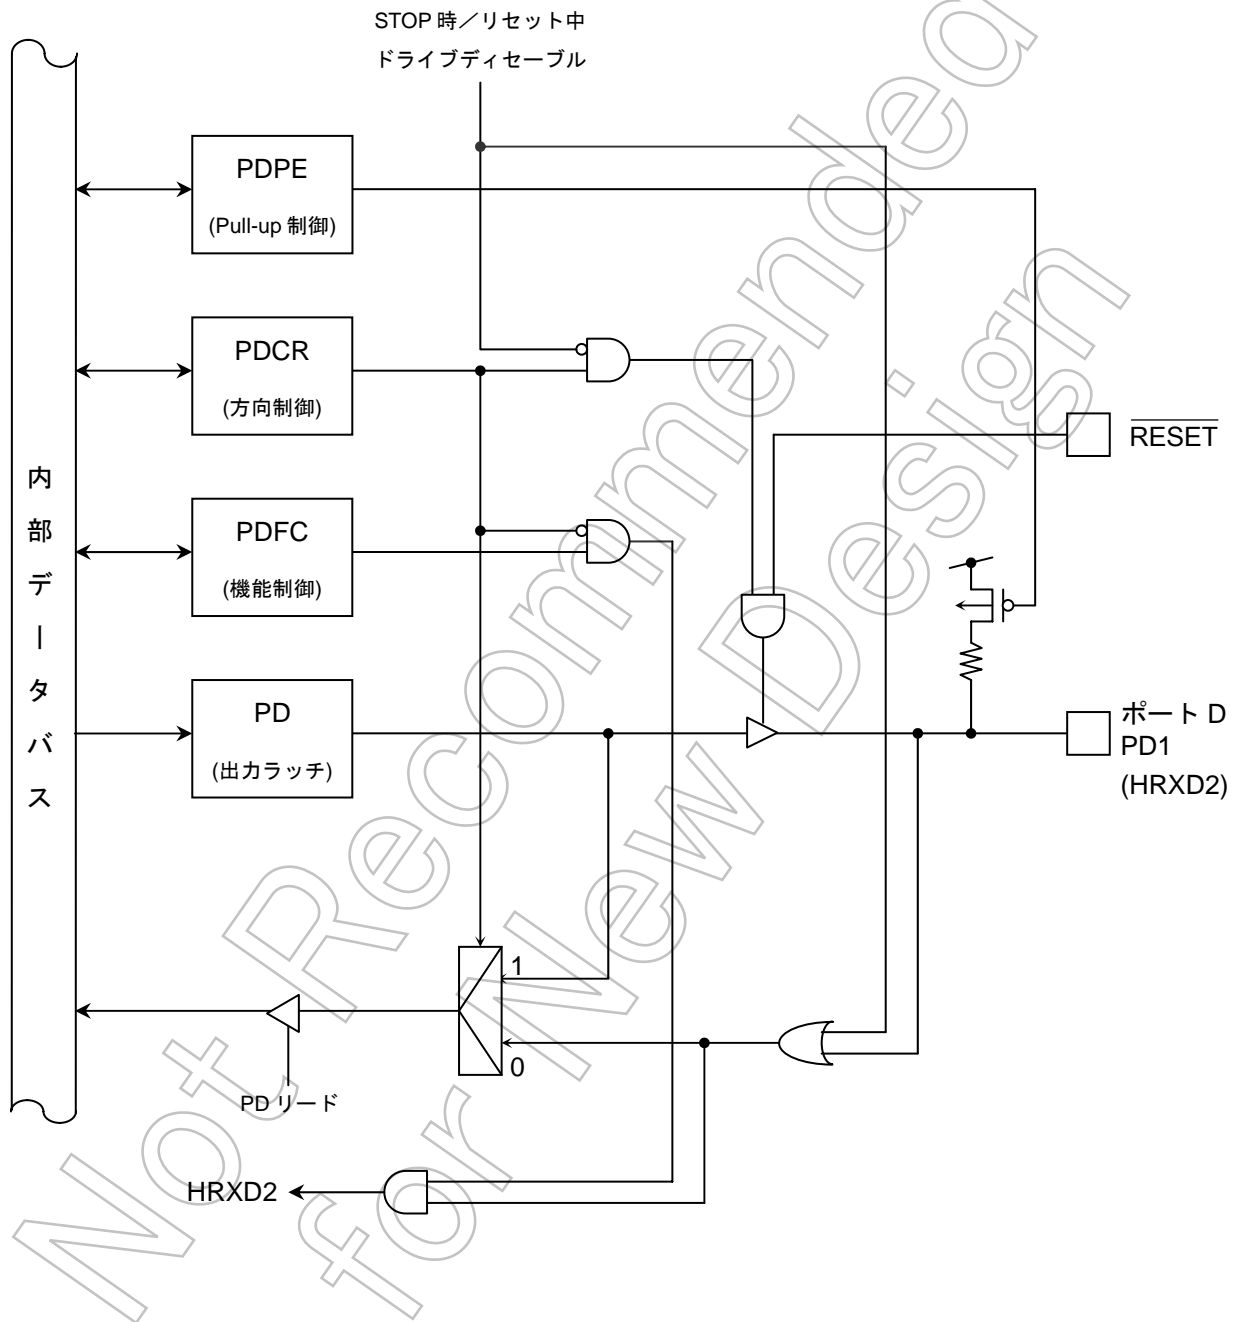 STOP 時／リセット中
ドライブディセーブル
PDPE
(Pull-up 制御)
PDCR
(方向制御)
RESET
内部データバス
PDFC
(機能制御)
PD
(出力ラッチ)
ポート D
PD1
(HRXD2)
1
0
PD リード
HRXD2
Not Recommended
for New Design